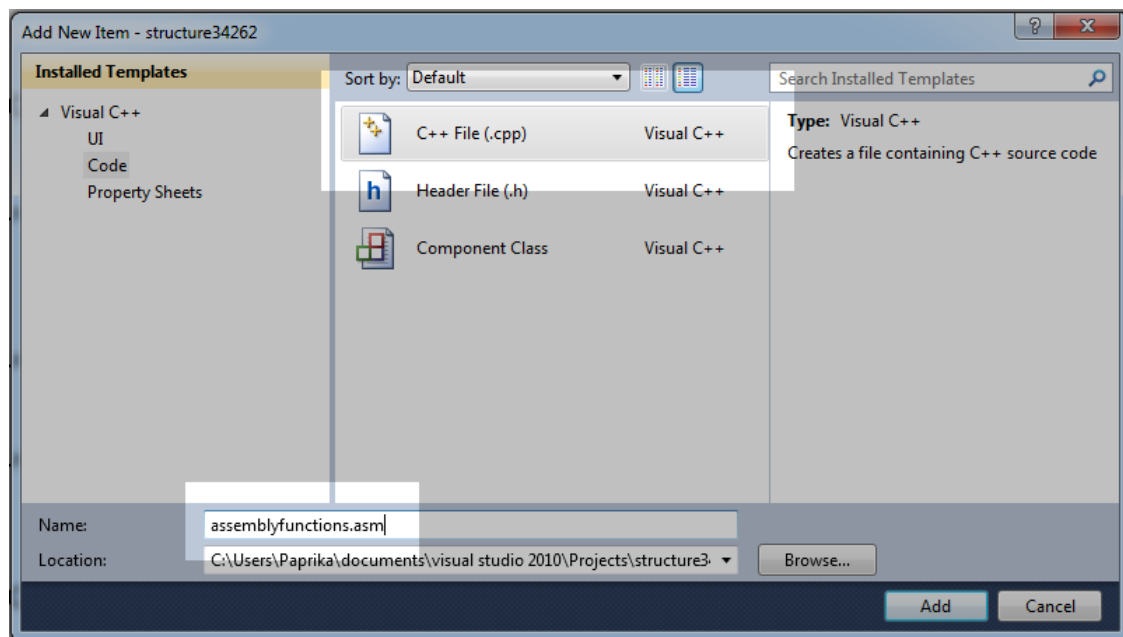 Add New Item - structure34262
Installed Templates
Visual C++
UI
Code
Property Sheets
Sort by: Default
C++ File (.cpp) Visual C++
Header File (.h) Visual C++
Component Class Visual C++
Search Installed Templates
Type: Visual C++
Creates a file containing C++ source code
Name: assemblyfunctions.asm
Location: C:\Users\Paprika\documents\visual studio 2010\Projects\structure3
Browse...
Add Cancel